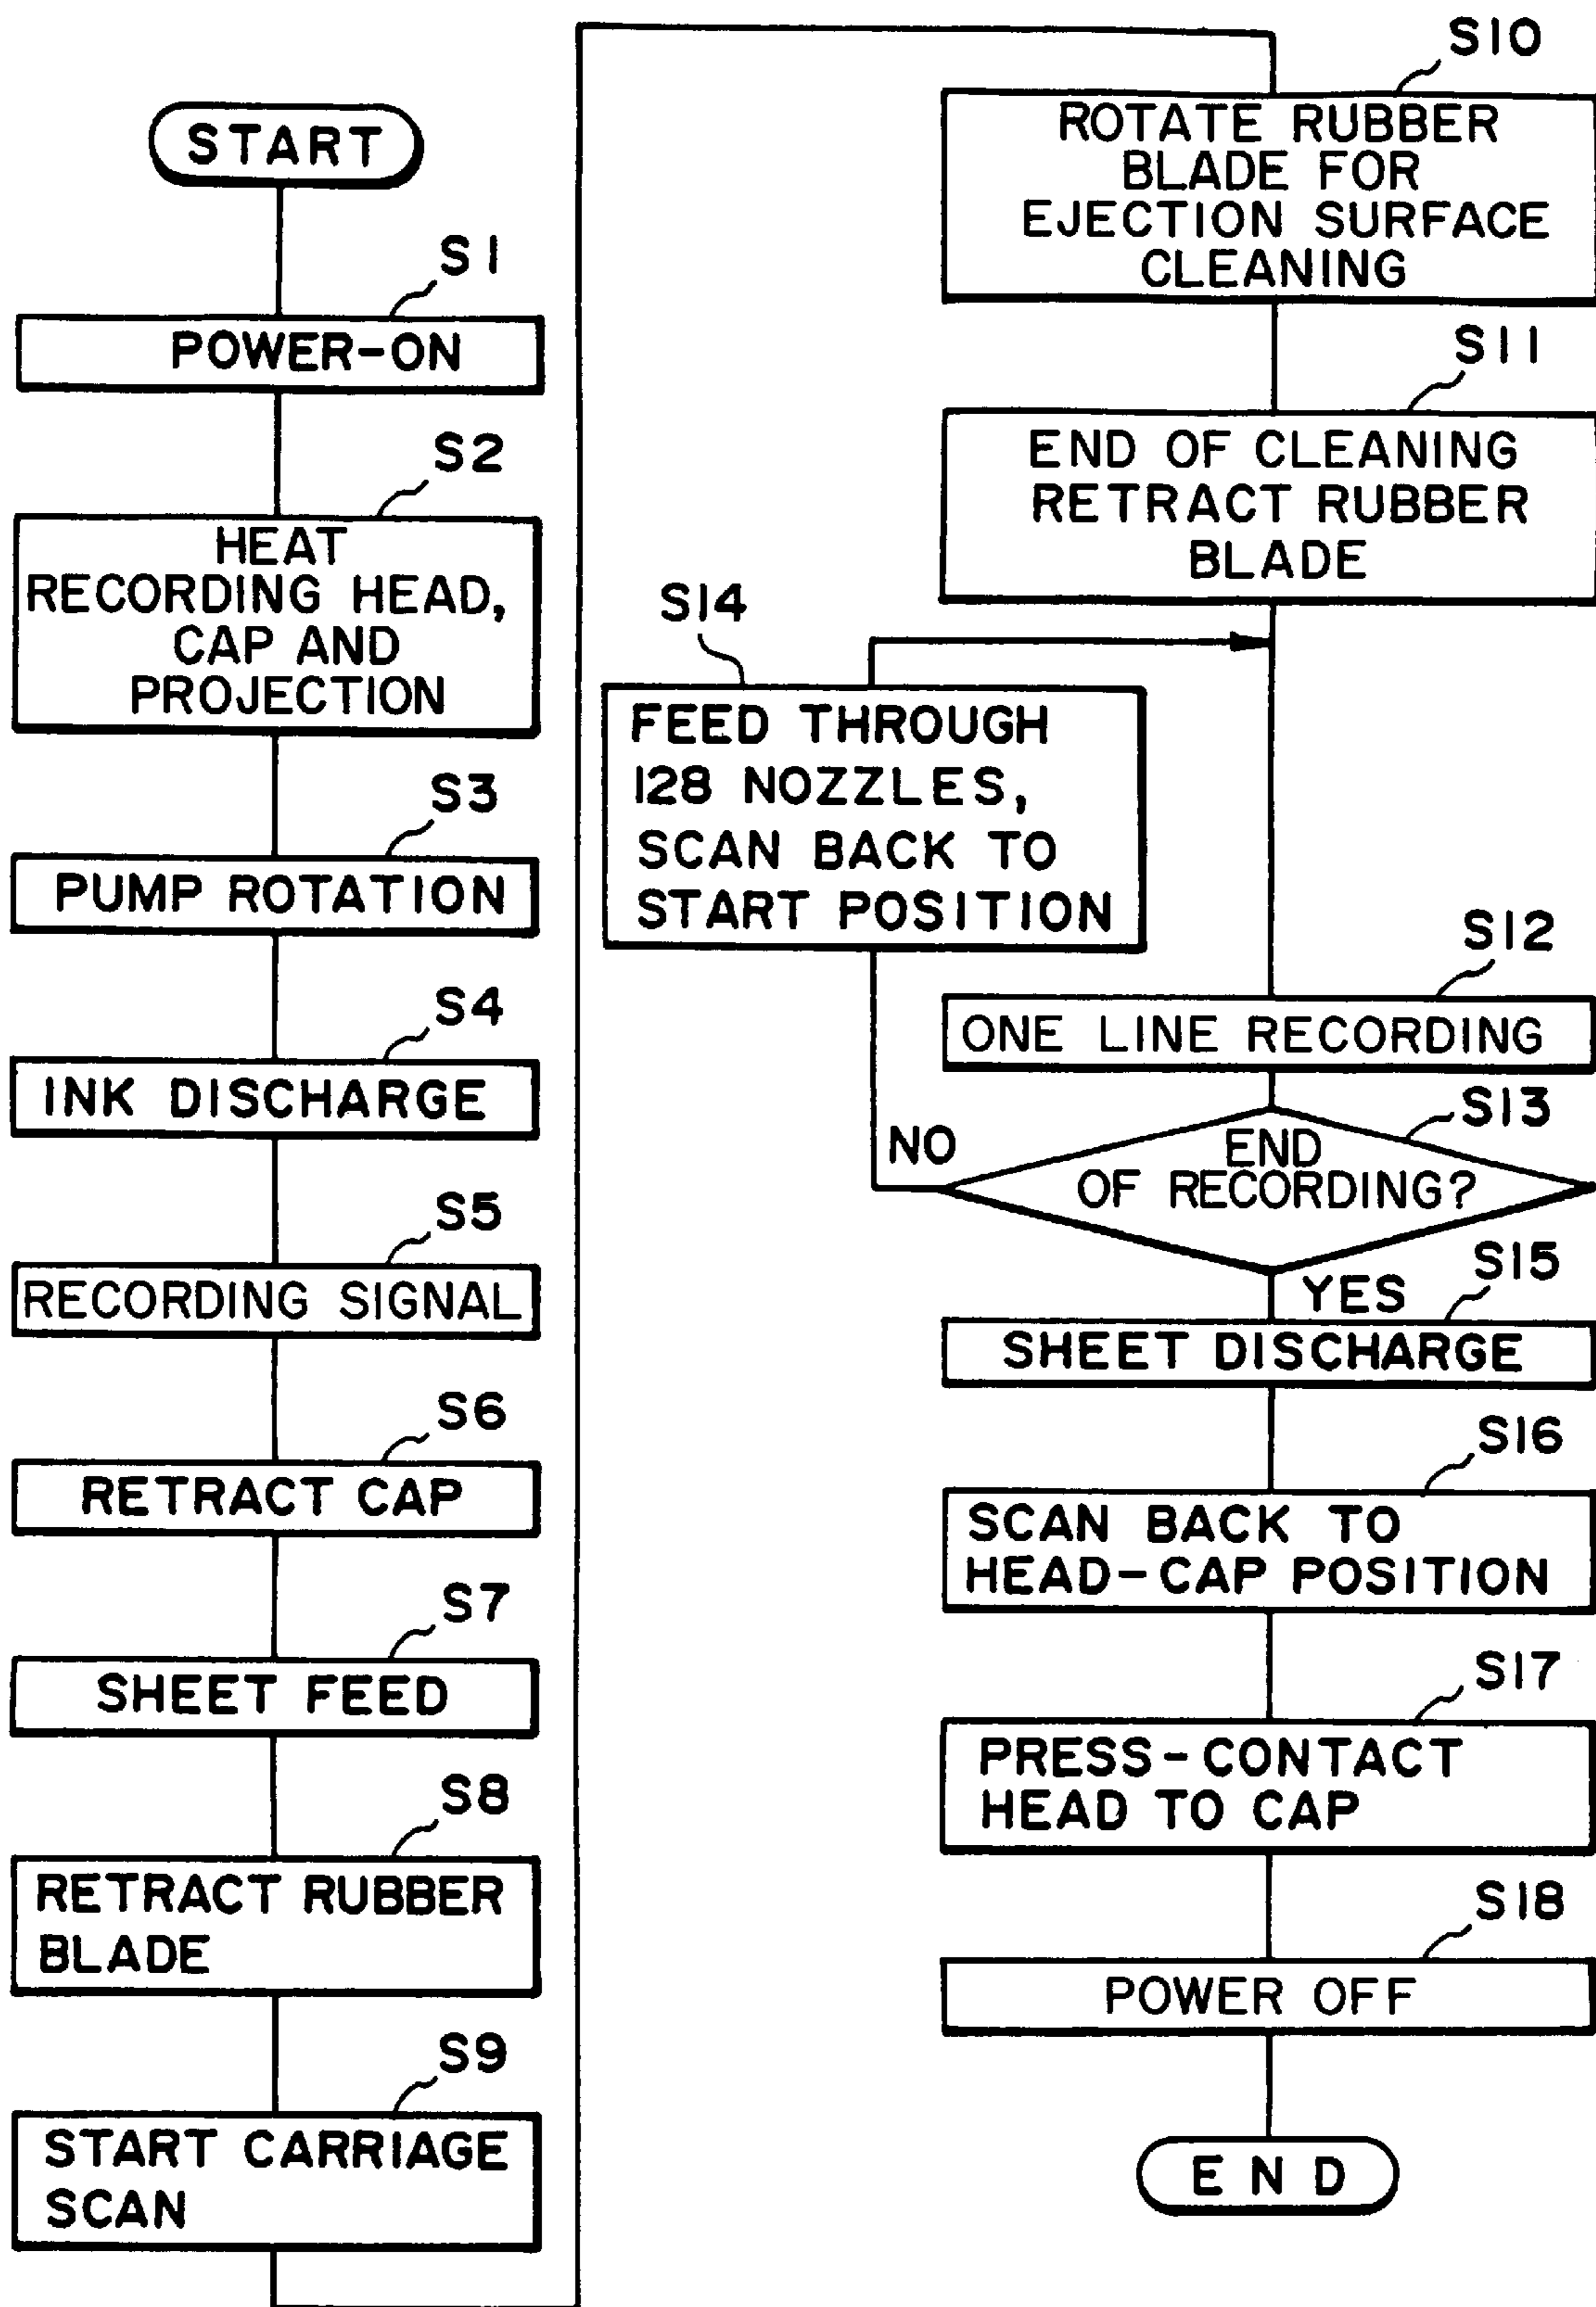 START
S1
POWER-ON
S2
HEAT
RECORDING HEAD,
CAP AND
PROJECTION
S3
PUMP ROTATION
S4
INK DISCHARGE
S5
RECORDING SIGNAL
S6
RETRACT CAP
S7
SHEET FEED
S8
RETRACT RUBBER
BLADE
S9
START CARRIAGE
SCAN
S10
ROTATE RUBBER
BLADE FOR
EJECTION SURFACE
CLEANING
S11
END OF CLEANING
RETRACT RUBBER
BLADE
S14
FEED THROUGH
128 NOZZLES,
SCAN BACK TO
START POSITION
S12
ONE LINE RECORDING
S13
END
OF RECORDING?
NO
YES
S15
SHEET DISCHARGE
S16
SCAN BACK TO
HEAD-CAP POSITION
S17
PRESS-CONTACT
HEAD TO CAP
S18
POWER OFF
END